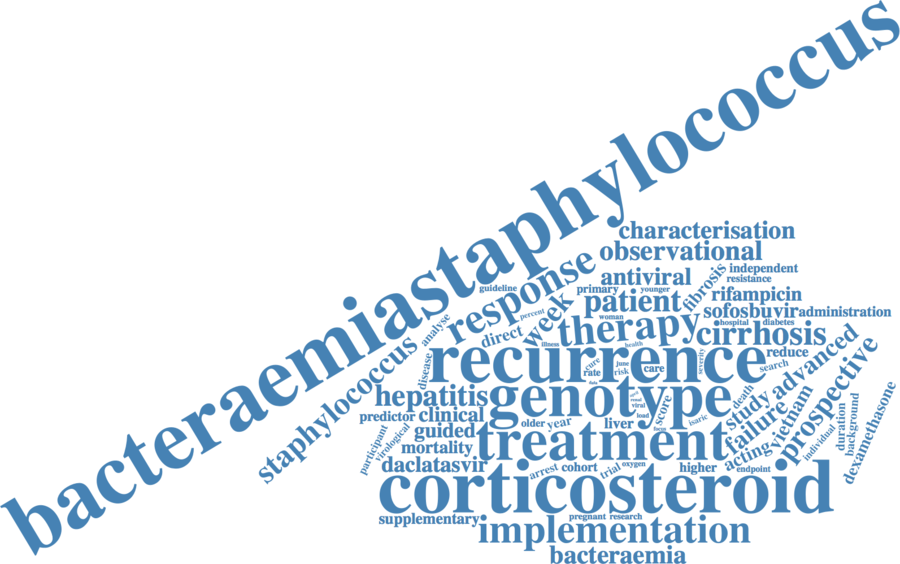 bacteraemiastaphylococcus
characterisation
observational
response
antiviral
fibrosis
independent
resistance
guideline
primary
younger
week
patient
rifampicin
staphylococcus
analyse
direct
percent
woman
therapy
sofosbuvir
administration
hospital
diabetes
cirrhosis
illness
health
recurrence
disease
cure
rate
june
risk
care
severity
reduce
search
advanced
hepatitis
genotype
renal
viral
load
score
death
study
prospective
predictor
clinical
older
year
liver
isaric
failure
vietnam
individual
duration
background
dexamethasone
participant
virological
guided
treatment
mortality
acting
daclatasvir
arrest
cohort
trial
oxygen
higher
endpoint
corticosteroid
supplementary
pregnant
research
implementation
bacteraemia